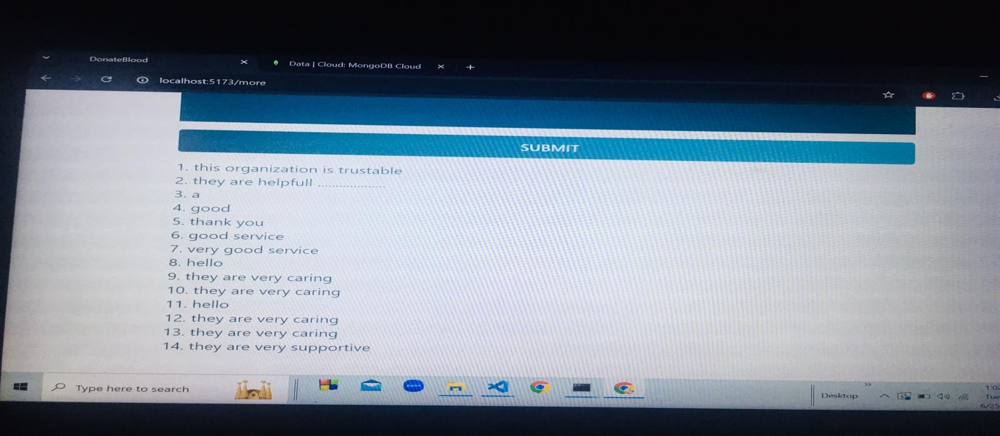 DonateBlood
Data | Cloud: MongoDB Cloud
localhost:5173/more
SUBMIT
1. this organization is trustable
2. they are helpfull ...................
3. a
4. good
5. thank you
6. good service
7. very good service
8. hello
9. they are very caring
10. they are very caring
11. hello
12. they are very caring
13. they are very caring
14. they are very supportive
Type here to search
zoom
Desktop
1:02
Tue
6/25